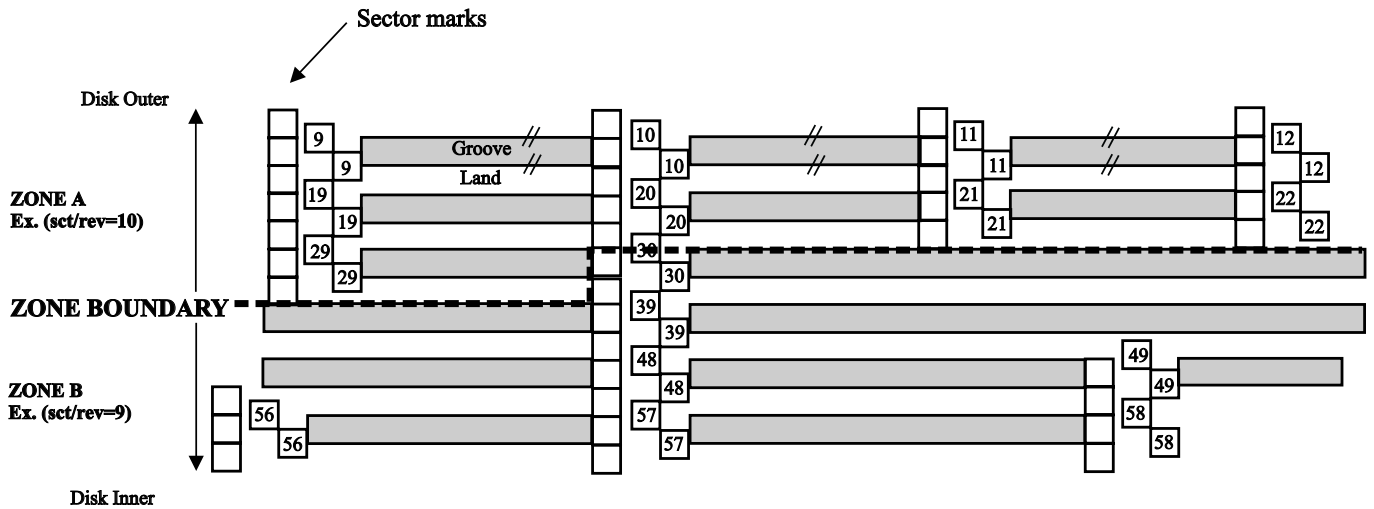 Sector marks
Disk Outer
9 10 11 12
Groove
9 10 11 12
Land
19 20 21 22
ZONE A
Ex. (sct/rev=10)
19 20 21 22
29 30
29 30
ZONE BOUNDARY
39
39
48 49
ZONE B
48 49
Ex. (sct/rev=9)
56 57 58
56 57 58
Disk Inner